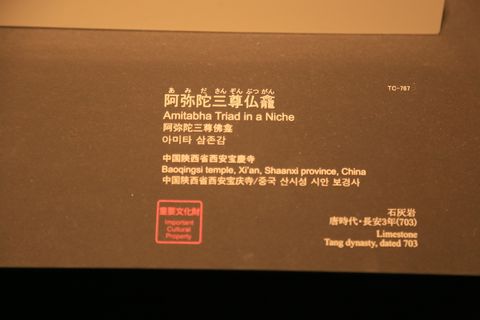 TC-767
あみださんぞんぶつがん
阿弥陀三尊仏龕
Amitabha Triad in a Niche
阿弥陀三尊佛龛
아미타 삼존감
中国陝西省西安宝慶寺
Baoqingsi temple, Xi'an, Shaanxi province, China
中国陕西省西安宝庆寺/중국 산시성 시안 보경사
重要文化財
Important
Cultural
Property
石灰岩
唐時代・長安3年(703)
Limestone
Tang dynasty, dated 703